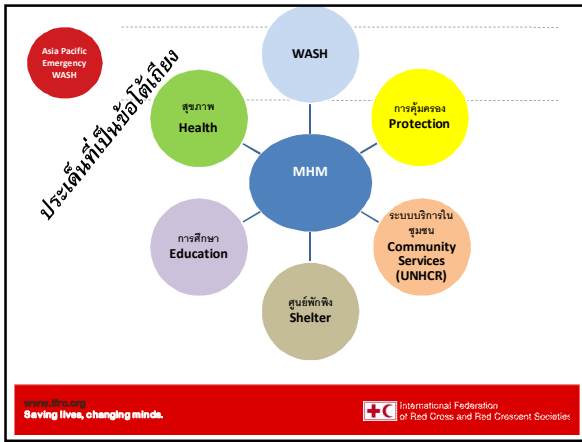 Asia Pacific
Emergency
WASH
ประเด็นที่เป็นข้อโต้เถียง
WASH
สุขภาพ
Health
การคุ้มครอง
Protection
MHM
การศึกษา
Education
ระบบบริการใน
ชุมชน
Community
Services
(UNHCR)
ศูนย์พักพิง
Shelter
www.ifrc.org
Saving lives, changing minds.
International Federation
of Red Cross and Red Crescent Societies